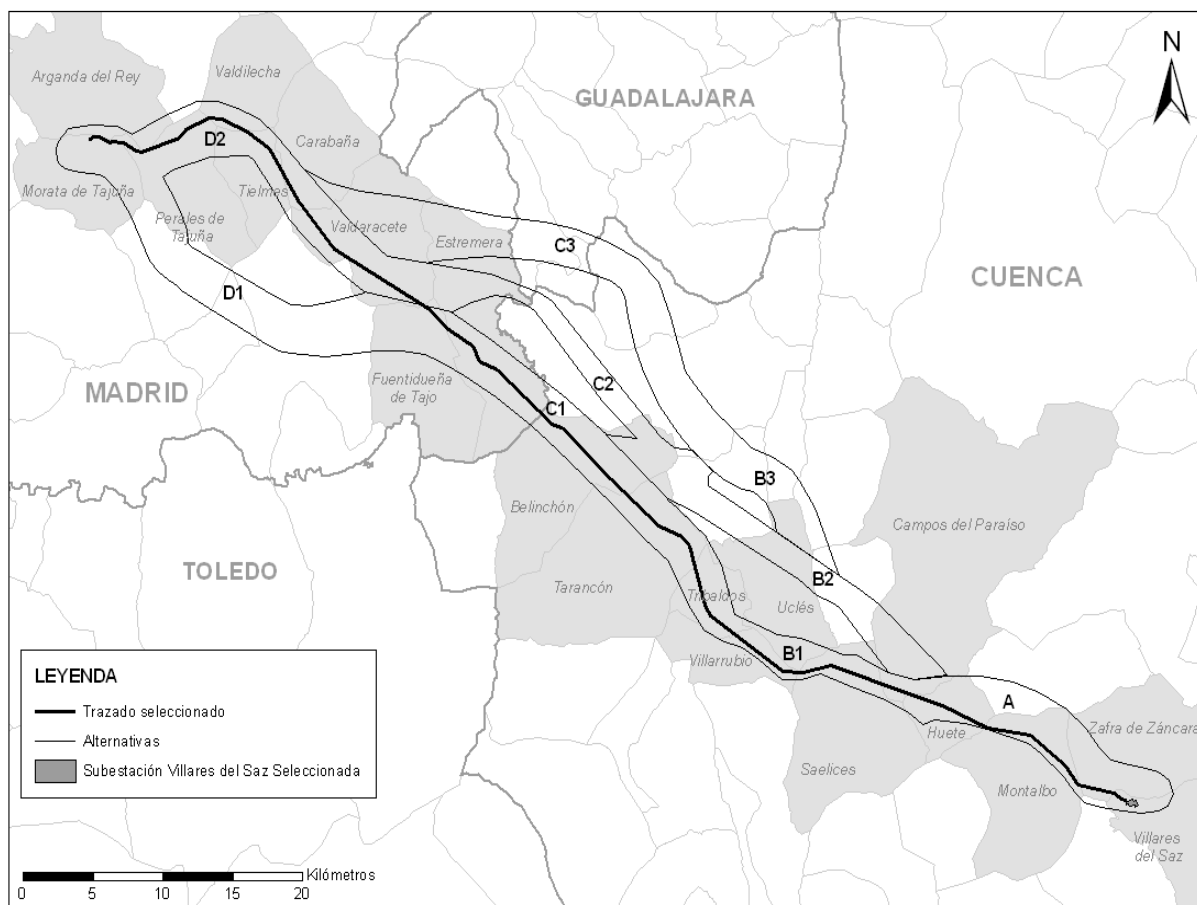 N
Arganda del Rey
Valdilecha
GUADALAJARA
D2
Carabaña
Morata de Tajuña
Tielmes
Perales de
Tajuña
Valdaracete
Estremera
C3
CUENCA
D1
MADRID
Fuentidueña
de Tajo
C2
C1
B3
Belinchón
Campos del Paraíso
TOLEDO
Tarancón
Tribaldos
B2
Uclés
Villarrubio
B1
A
Huete
Zafra de Záncara
Saelices
Montalbo
Villares
del Saz
LEYENDA
Trazado seleccionado
Alternativas
Subestación Villares del Saz Seleccionada
Kilómetros
0 5 10 15 20